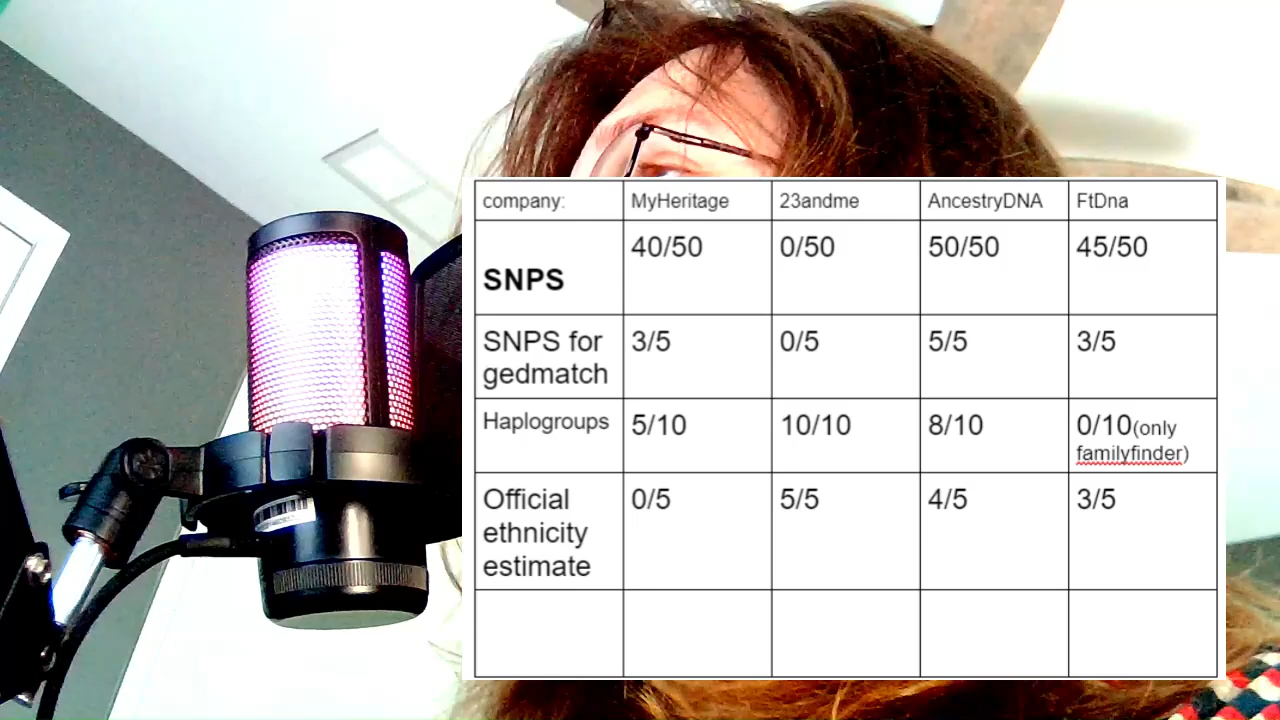 company: MyHeritage 23andme AncestryDNA FtDna
SNPS 40/50 0/50 50/50 45/50
SNPS for gedmatch 3/5 0/5 5/5 3/5
Haplogroups 5/10 10/10 8/10 0/10(only familyfinder)
Official ethnicity estimate 0/5 5/5 4/5 3/5